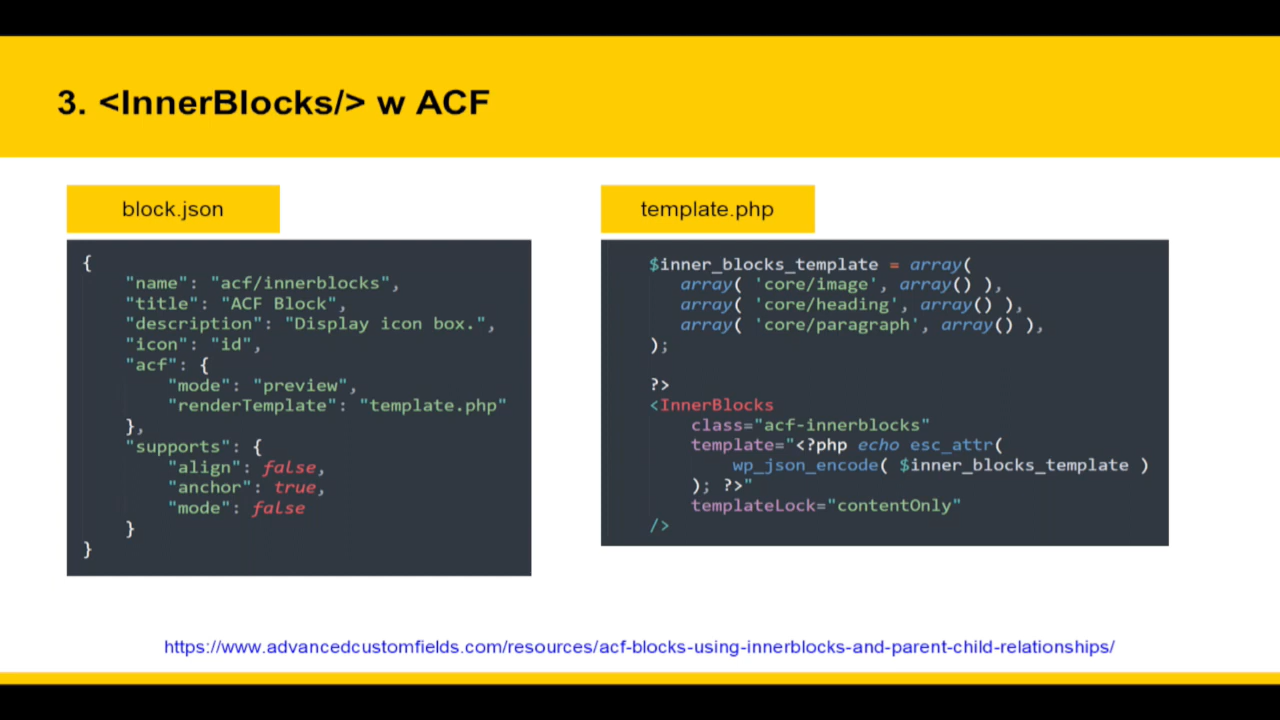 3. <InnerBlocks/> w ACF
block.json
{
    "name": "acf/innerblocks",
    "title": "ACF Block",
    "description": "Display icon box.",
    "icon": "id",
    "acf": {
        "mode": "preview",
        "renderTemplate": "template.php"
    },
    "supports": {
        "align": false,
        "anchor": true,
        "mode": false
    }
}
template.php
$inner_blocks_template = array(
   array( 'core/image', array() ),
   array( 'core/heading', array() ),
   array( 'core/paragraph', array() ),
);
?>
<InnerBlocks
    class="acf-innerblocks"
    template="<?php echo esc_attr(
        wp_json_encode( $inner_blocks_template )
    ); ?>"
    templateLock="contentOnly"
/>
https://www.advancedcustomfields.com/resources/acf-blocks-using-innerblocks-and-parent-child-relationships/